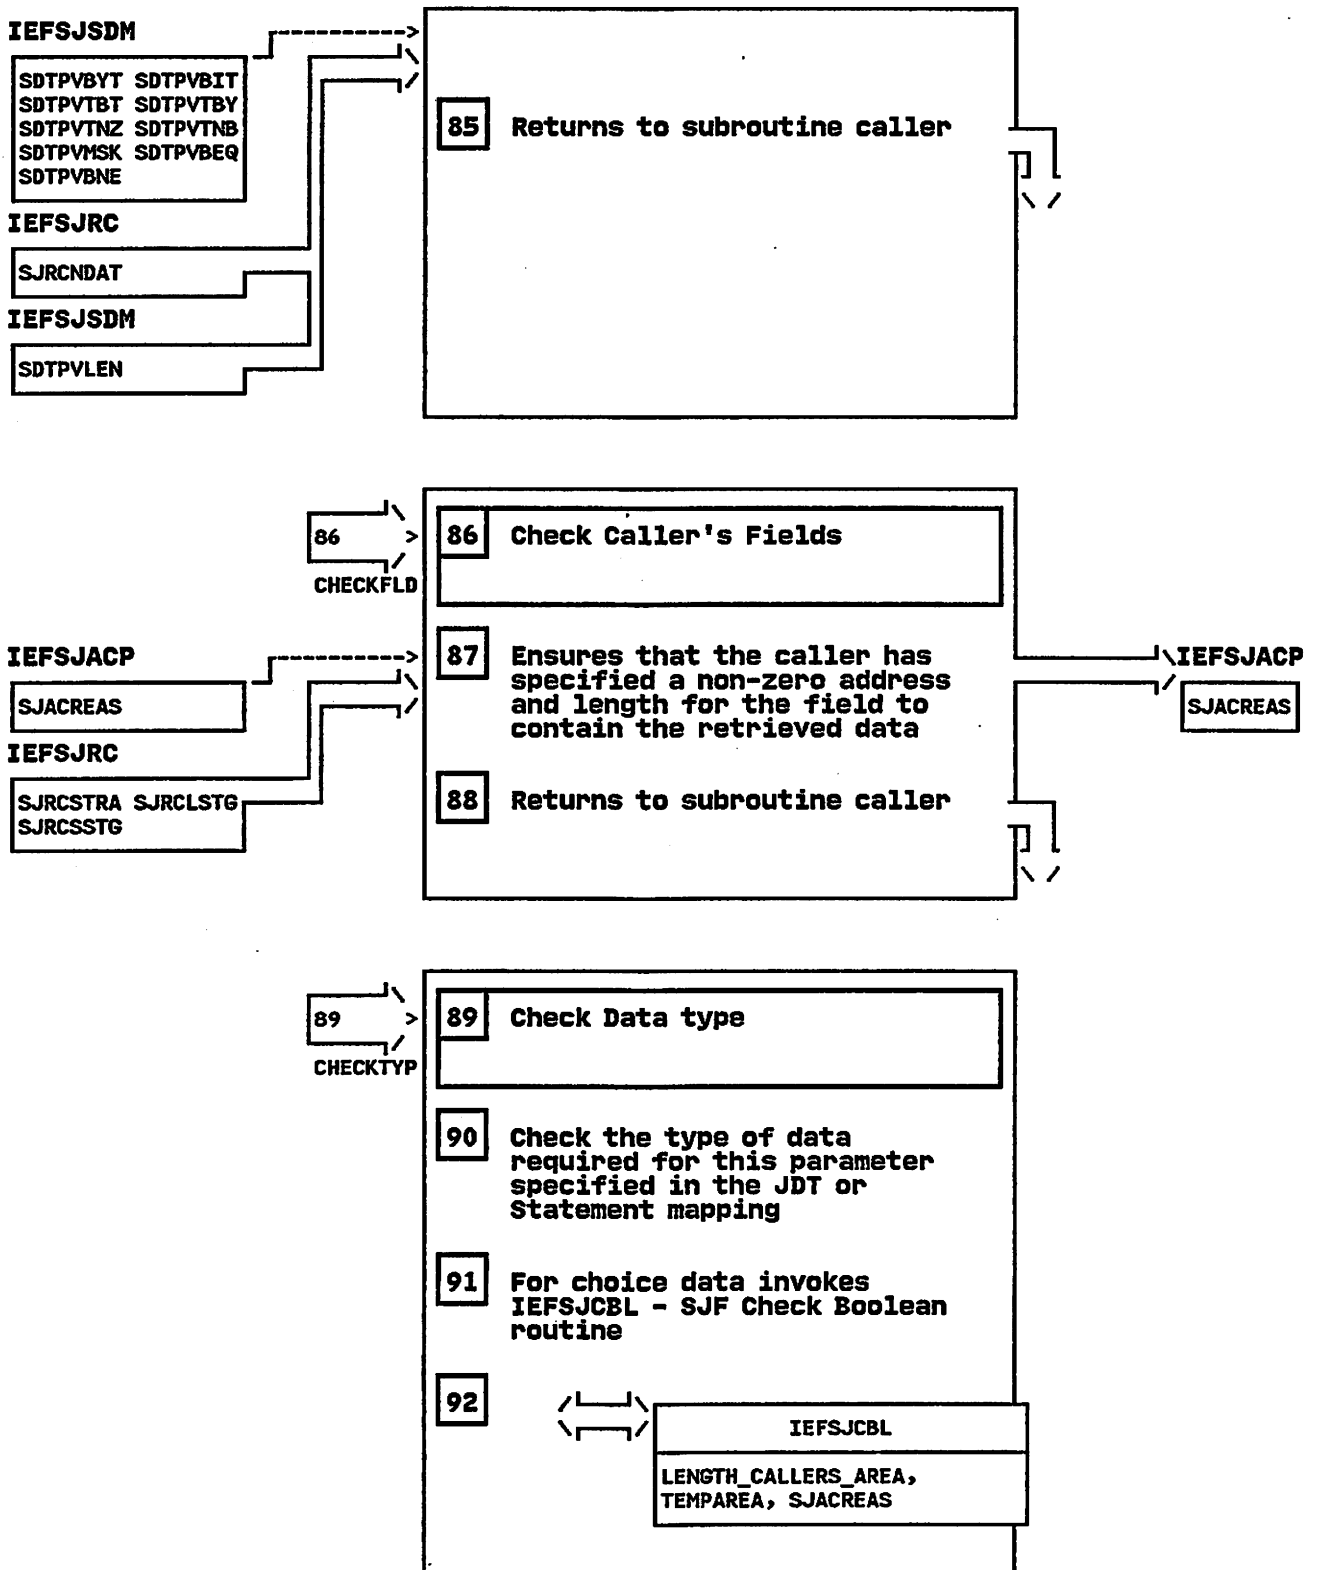 IEFSJSDM
SDTPVBYT SDTPVBIT
SDTPVTBT SDTPVTBY
SDTPVTNZ SDTPVTNB
SDTPVMSK SDTPVBEQ
SDTPVBNE
85 Returns to subroutine caller
IEFSJRC
SJRCNDAT
IEFSJSDM
SDTPVLEN
86
CHECKFLD
86 Check Caller's Fields
IEFSJACP
SJACREAS
IEFSJRC
SJRCSTRA SJRCLSTG
SJRCSSTG
87 Ensures that the caller has
specified a non-zero address
and length for the field to
contain the retrieved data
IEFSJACP
SJACREAS
88 Returns to subroutine caller
89
CHECKTYP
89 Check Data type
90 Check the type of data
required for this parameter
specified in the JDT or
Statement mapping
91 For choice data invokes
IEFSJCBL - SJF Check Boolean
routine
92
IEFSJCBL
LENGTH_CALLERS_AREA,
TEMPAREA, SJACREAS